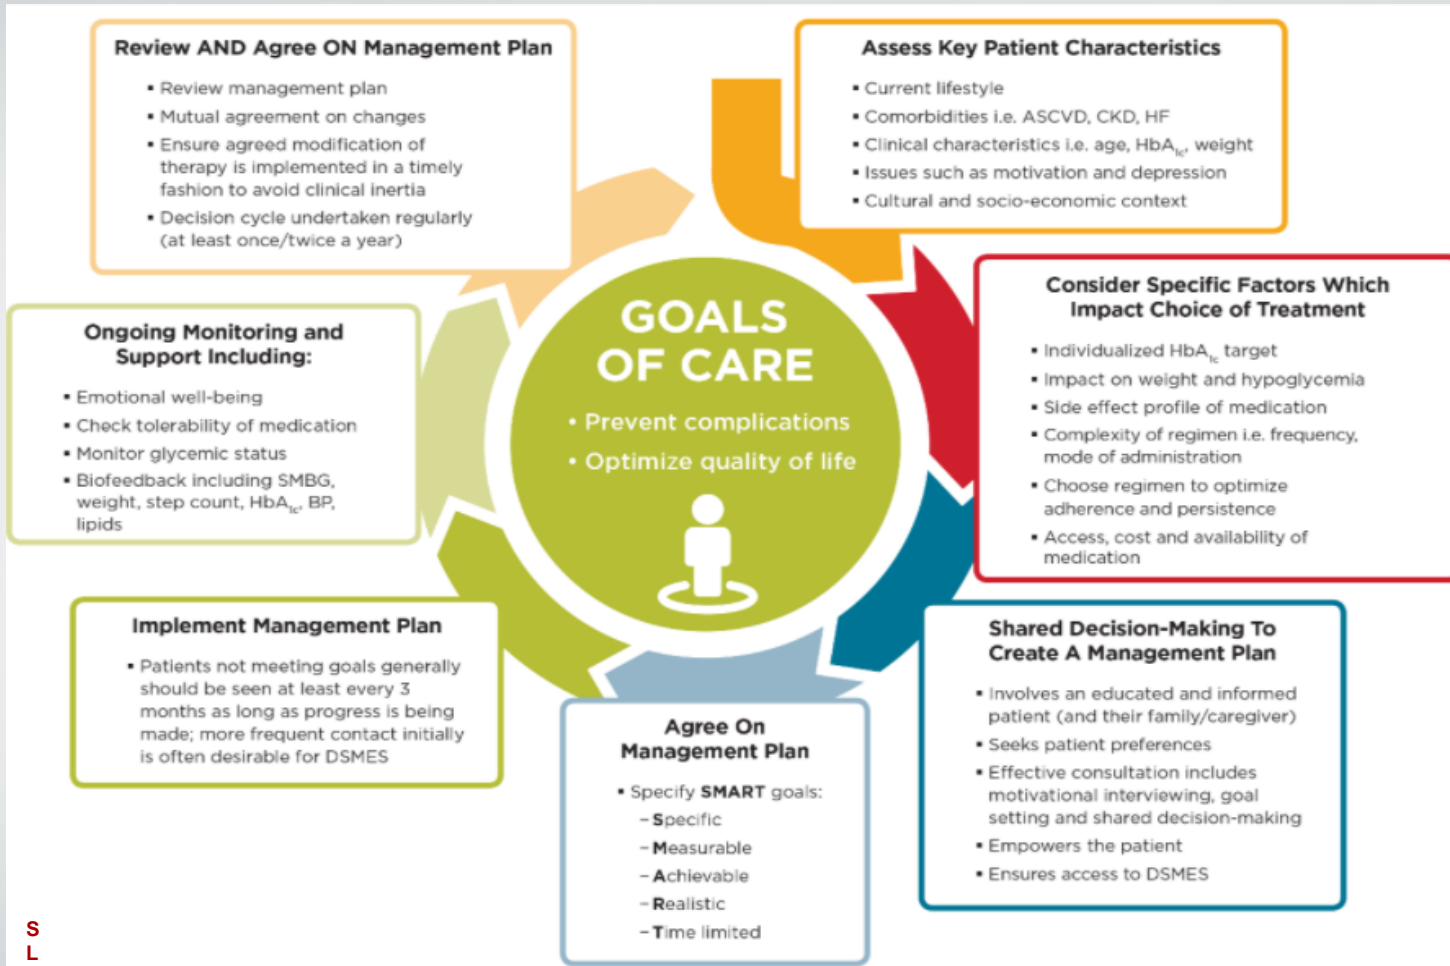 Review AND Agree ON Management Plan
▪ Review management plan
▪ Mutual agreement on changes
▪ Ensure agreed modification of
therapy is implemented in a timely
fashion to avoid clinical inertia
▪ Decision cycle undertaken regularly
(at least once/twice a year)
Assess Key Patient Characteristics
▪ Current lifestyle
▪ Comorbidities i.e. ASCVD, CKD, HF
▪ Clinical characteristics i.e. age, HbA1c, weight
▪ Issues such as motivation and depression
▪ Cultural and socio-economic context
Consider Specific Factors Which
Impact Choice of Treatment
▪ Individualized HbA1c target
▪ Impact on weight and hypoglycemia
▪ Side effect profile of medication
▪ Complexity of regimen i.e. frequency,
mode of administration
▪ Choose regimen to optimize
adherence and persistence
▪ Access, cost and availability of
medication
Shared Decision-Making To
Create A Management Plan
▪ Involves an educated and informed
patient (and their family/caregiver)
▪ Seeks patient preferences
▪ Effective consultation includes
motivational interviewing, goal
setting and shared decision-making
▪ Empowers the patient
▪ Ensures access to DSMES
Agree On
Management Plan
▪ Specify SMART goals:
– Specific
– Measurable
– Achievable
– Realistic
– Time limited
Implement Management Plan
▪ Patients not meeting goals generally
should be seen at least every 3
months as long as progress is being
made; more frequent contact initially
is often desirable for DSMES
Ongoing Monitoring and
Support Including:
▪ Emotional well-being
▪ Check tolerability of medication
▪ Monitor glycemic status
▪ Biofeedback including SMBG,
weight, step count, HbA1c, BP,
lipids
GOALS
OF CARE
• Prevent complications
• Optimize quality of life
S
L